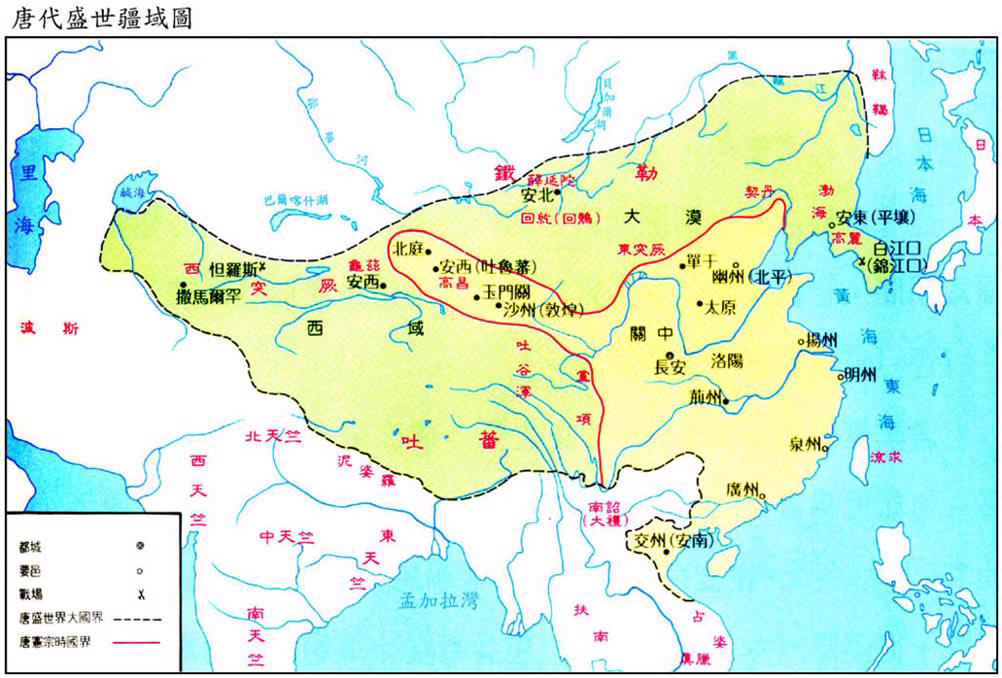 唐代盛世疆域圖
里海
鹹海
鄂畢河
巴爾喀什湖
貝加爾湖
黑龍江
靺鞨
日本海
日本
鐵勒
薛延陀
安北
回紇(回鶻)
大漠
契丹
渤海
安東(平壤)
高麗
白江口
(錦江口)
東突厥
單于
幽州(北平)
北庭
安西(吐魯蕃)
高昌
玉門關
沙州(敦煌)
龜茲
安西
西突厥
怛羅斯
撒馬爾罕
波斯
西域
太原
關中
長安
洛陽
黃海
揚州
明州
東海
荊州
吐谷渾
黨項
吐蕃
泉州
流求
廣州
北天竺
西天竺
泥婆羅
中天竺
東天竺
南天竺
南詔
(大禮)
交州(安南)
孟加拉灣
扶南
占婆
真臘
都城
要邑
戰場
唐盛世界大國界
唐憲宗時國界